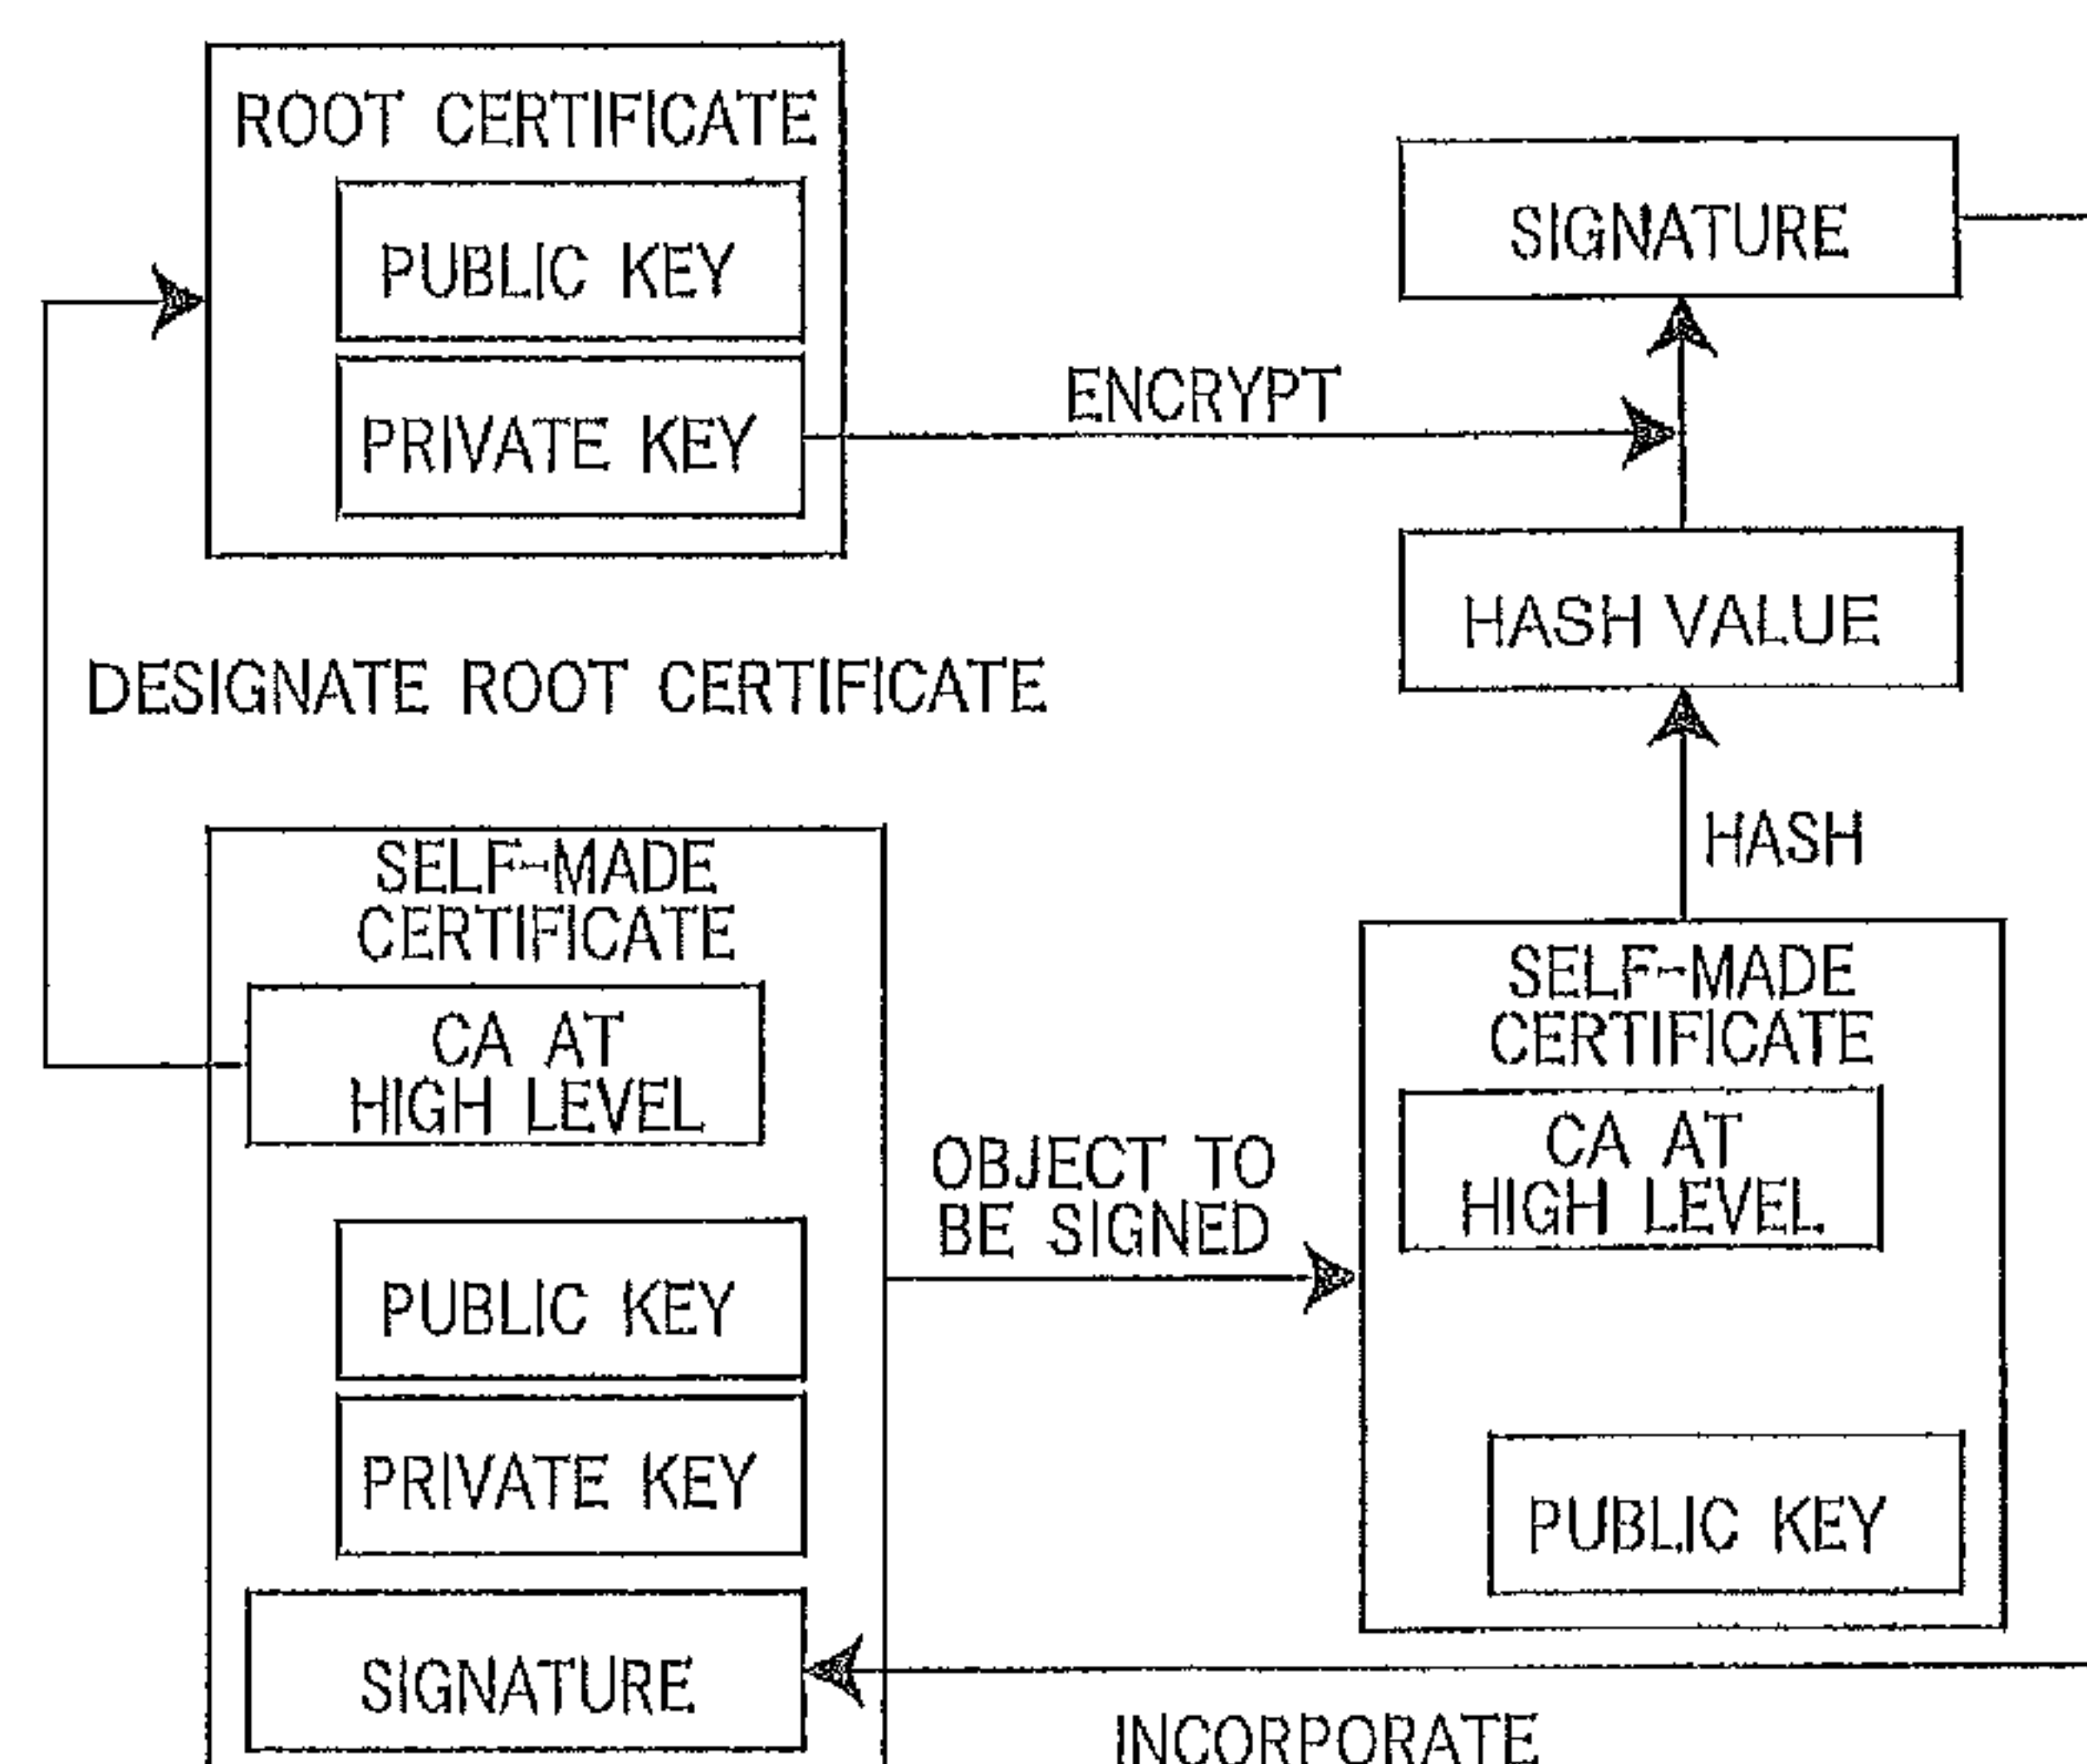 ROOT CERTIFICATE
PUBLIC KEY
PRIVATE KEY
ENCRYPT
SIGNATURE
HASH VALUE
DESIGNATE ROOT CERTIFICATE
HASH
SELF-MADE
CERTIFICATE
CA AT
HIGH LEVEL
PUBLIC KEY
PRIVATE KEY
SIGNATURE
OBJECT TO
BE SIGNED
SELF-MADE
CERTIFICATE
CA AT
HIGH LEVEL
PUBLIC KEY
INCORPORATE